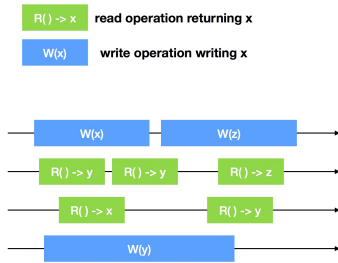 R( ) -> x read operation returning x
W(x) write operation writing x
W(x) W(z)
R( ) -> y R( ) -> y R( ) -> z
R( ) -> x R( ) -> y
W(y)